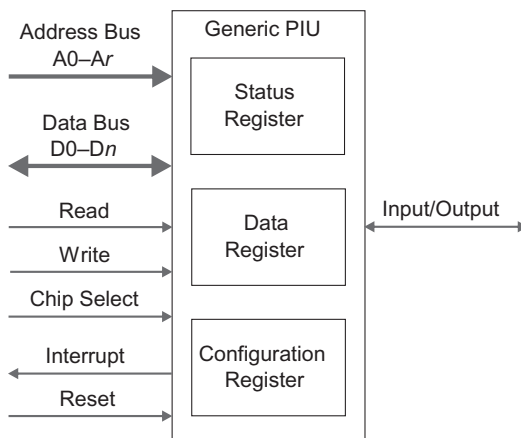 Address Bus
A0–Ar
Data Bus
D0–Dn
Read
Write
Chip Select
Interrupt
Reset
Generic PIU
Status
Register
Data
Register
Configuration
Register
Input/Output